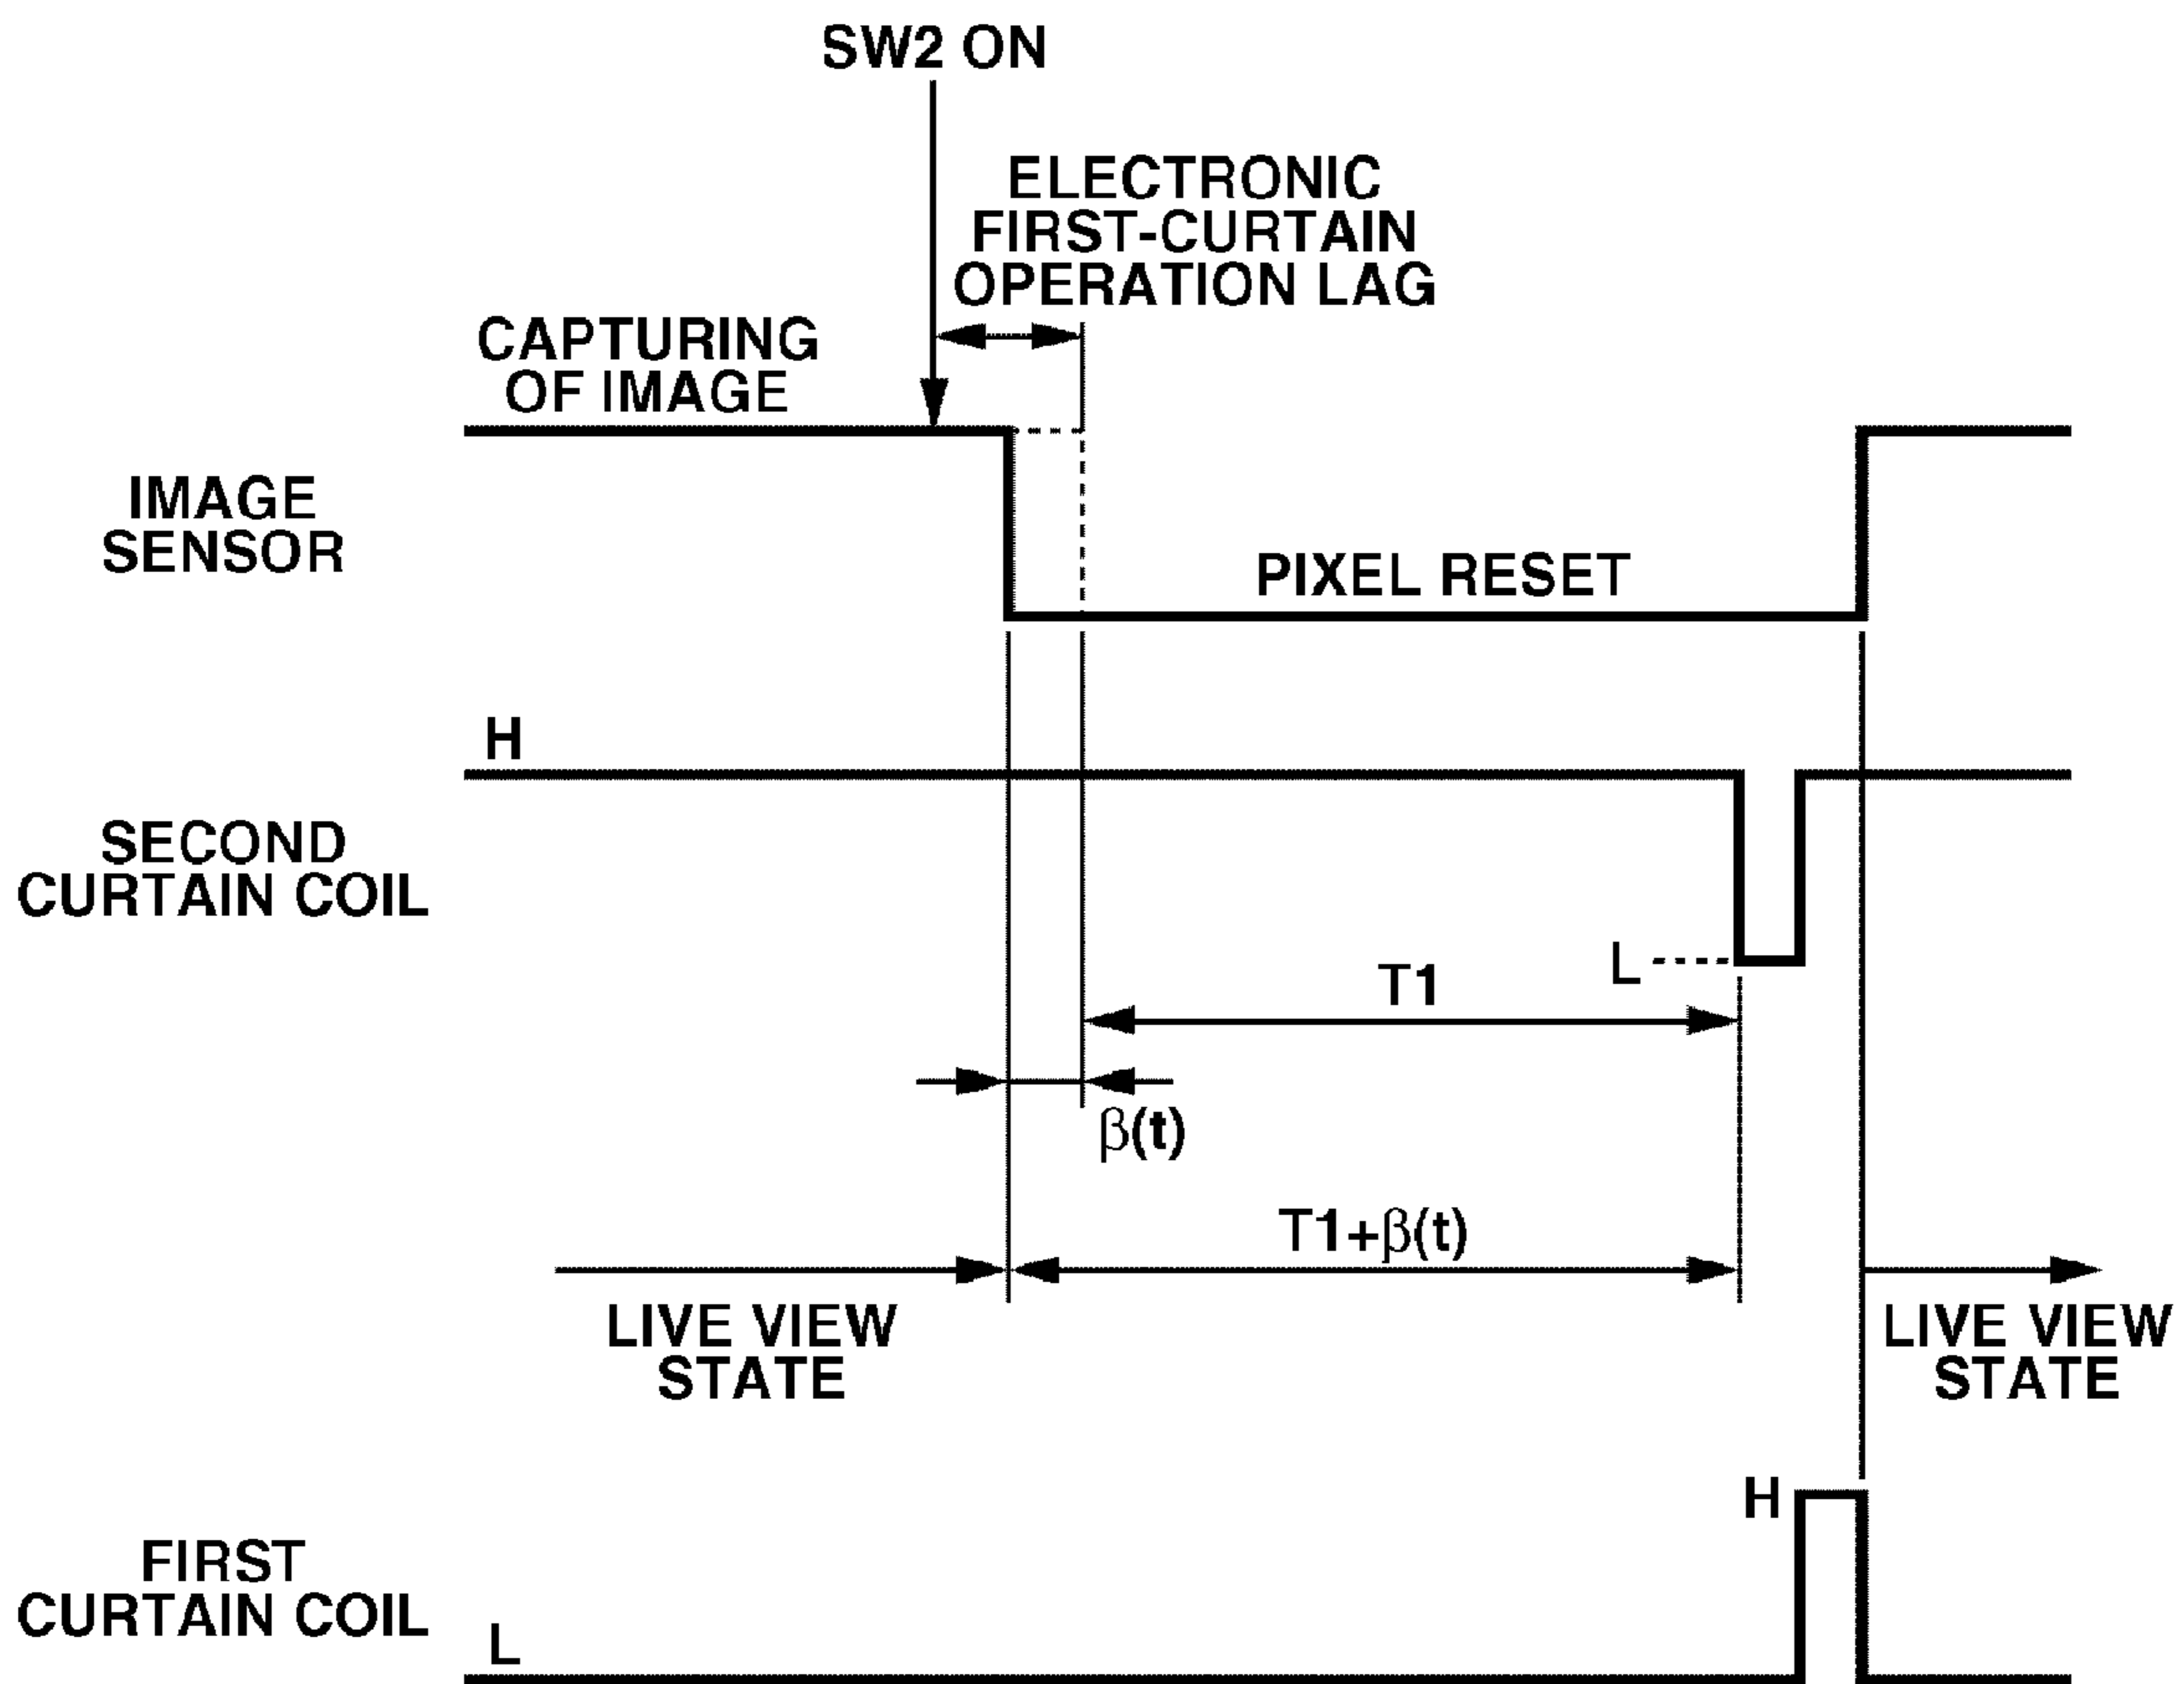 SW2 ON
ELECTRONIC
FIRST-CURTAIN
OPERATION LAG
CAPTURING
OF IMAGE
IMAGE
SENSOR
PIXEL RESET
H
SECOND
CURTAIN COIL
L
T1
β(t)
T1+β(t)
LIVE VIEW
STATE
LIVE VIEW
STATE
H
FIRST
CURTAIN COIL
L